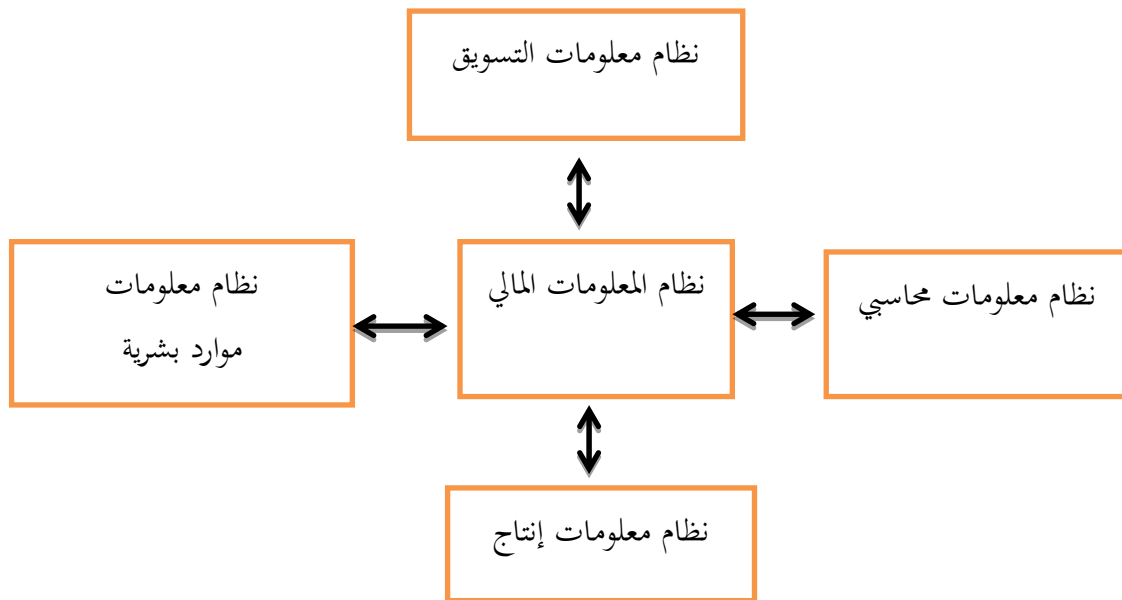 نظام معلومات التسويق
نظام معلومات محاسبي
نظام المعلومات المالي
نظام معلومات
موارد بشرية
نظام معلومات إنتاج